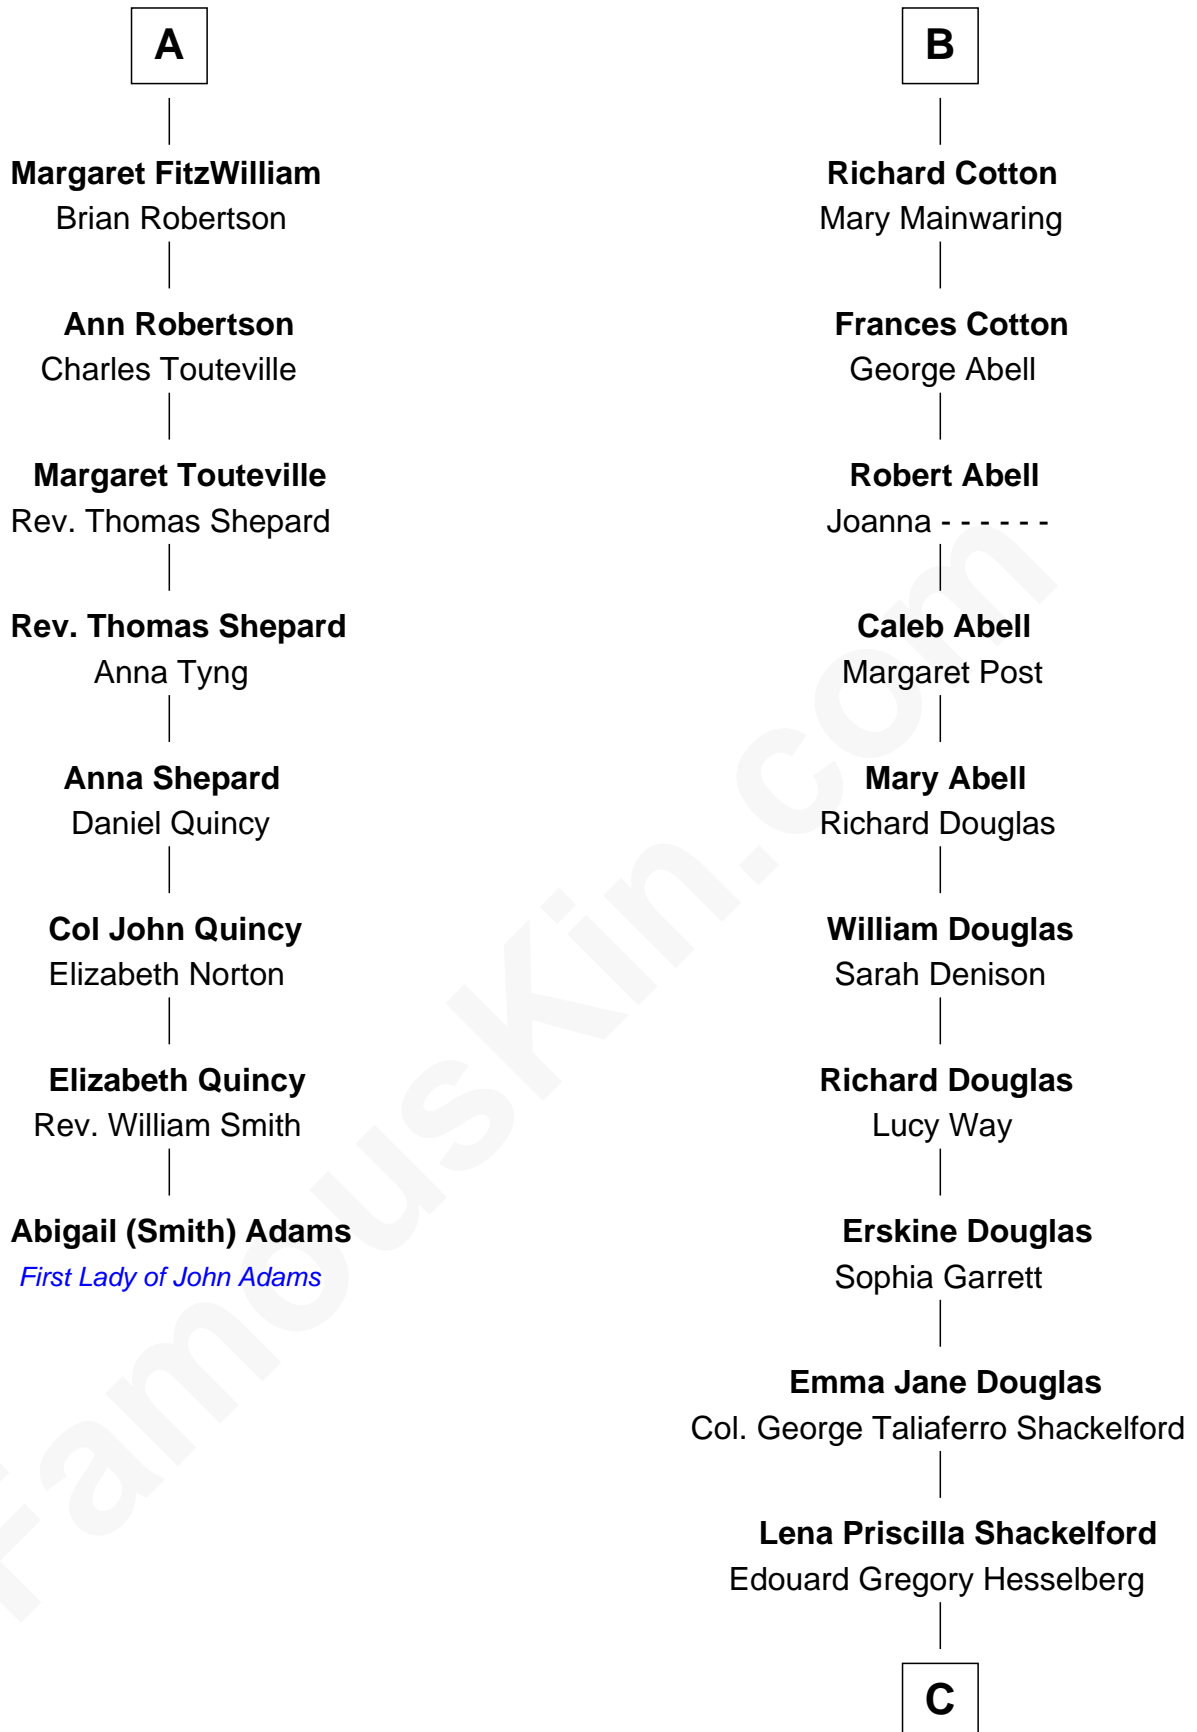 A
Margaret FitzWilliam
Brian Robertson
Ann Robertson
Charles Touteville
Margaret Touteville
Rev. Thomas Shepard
Rev. Thomas Shepard
Anna Tyng
Anna Shepard
Daniel Quincy
Col John Quincy
Elizabeth Norton
Elizabeth Quincy
Rev. William Smith
Abigail (Smith) Adams
First Lady of John Adams
B
Richard Cotton
Mary Mainwaring
Frances Cotton
George Abell
Robert Abell
Joanna - - - - - -
Caleb Abell
Margaret Post
Mary Abell
Richard Douglas
William Douglas
Sarah Denison
Richard Douglas
Lucy Way
Erskine Douglas
Sophia Garrett
Emma Jane Douglas
Col. George Taliaferro Shackelford
Lena Priscilla Shackelford
Edouard Gregory Hesselberg
C
FamousKin.com